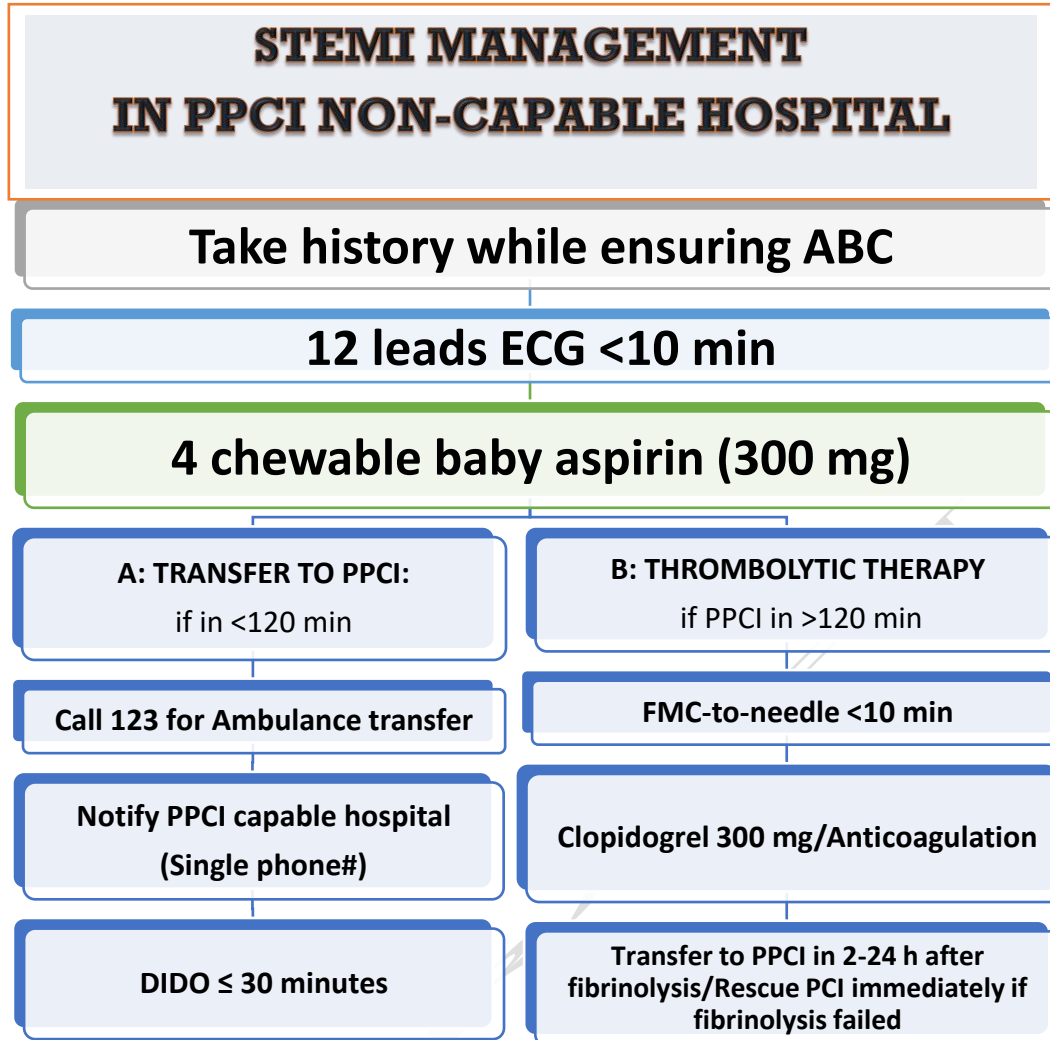 STEMI MANAGEMENT
IN PPCI NON-CAPABLE HOSPITAL
Take history while ensuring ABC
12 leads ECG <10 min
4 chewable baby aspirin (300 mg)
A: TRANSFER TO PPCI:
if in <120 min
Call 123 for Ambulance transfer
Notify PPCI capable hospital
(Single phone#)
DIDO ≤ 30 minutes
B: THROMBOLYTIC THERAPY
if PPCI in >120 min
FMC-to-needle <10 min
Clopidogrel 300 mg/Anticoagulation
Transfer to PPCI in 2-24 h after
fibrinolysis/Rescue PCI immediately if
fibrinolysis failed